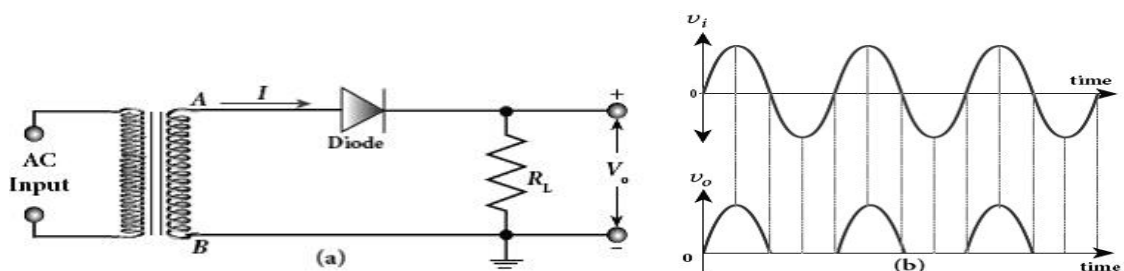 A
I
Diode
+
AC
Input
R_L
V_o
B
(a)
−
v_i
0
time
v_o
0
(b)
time